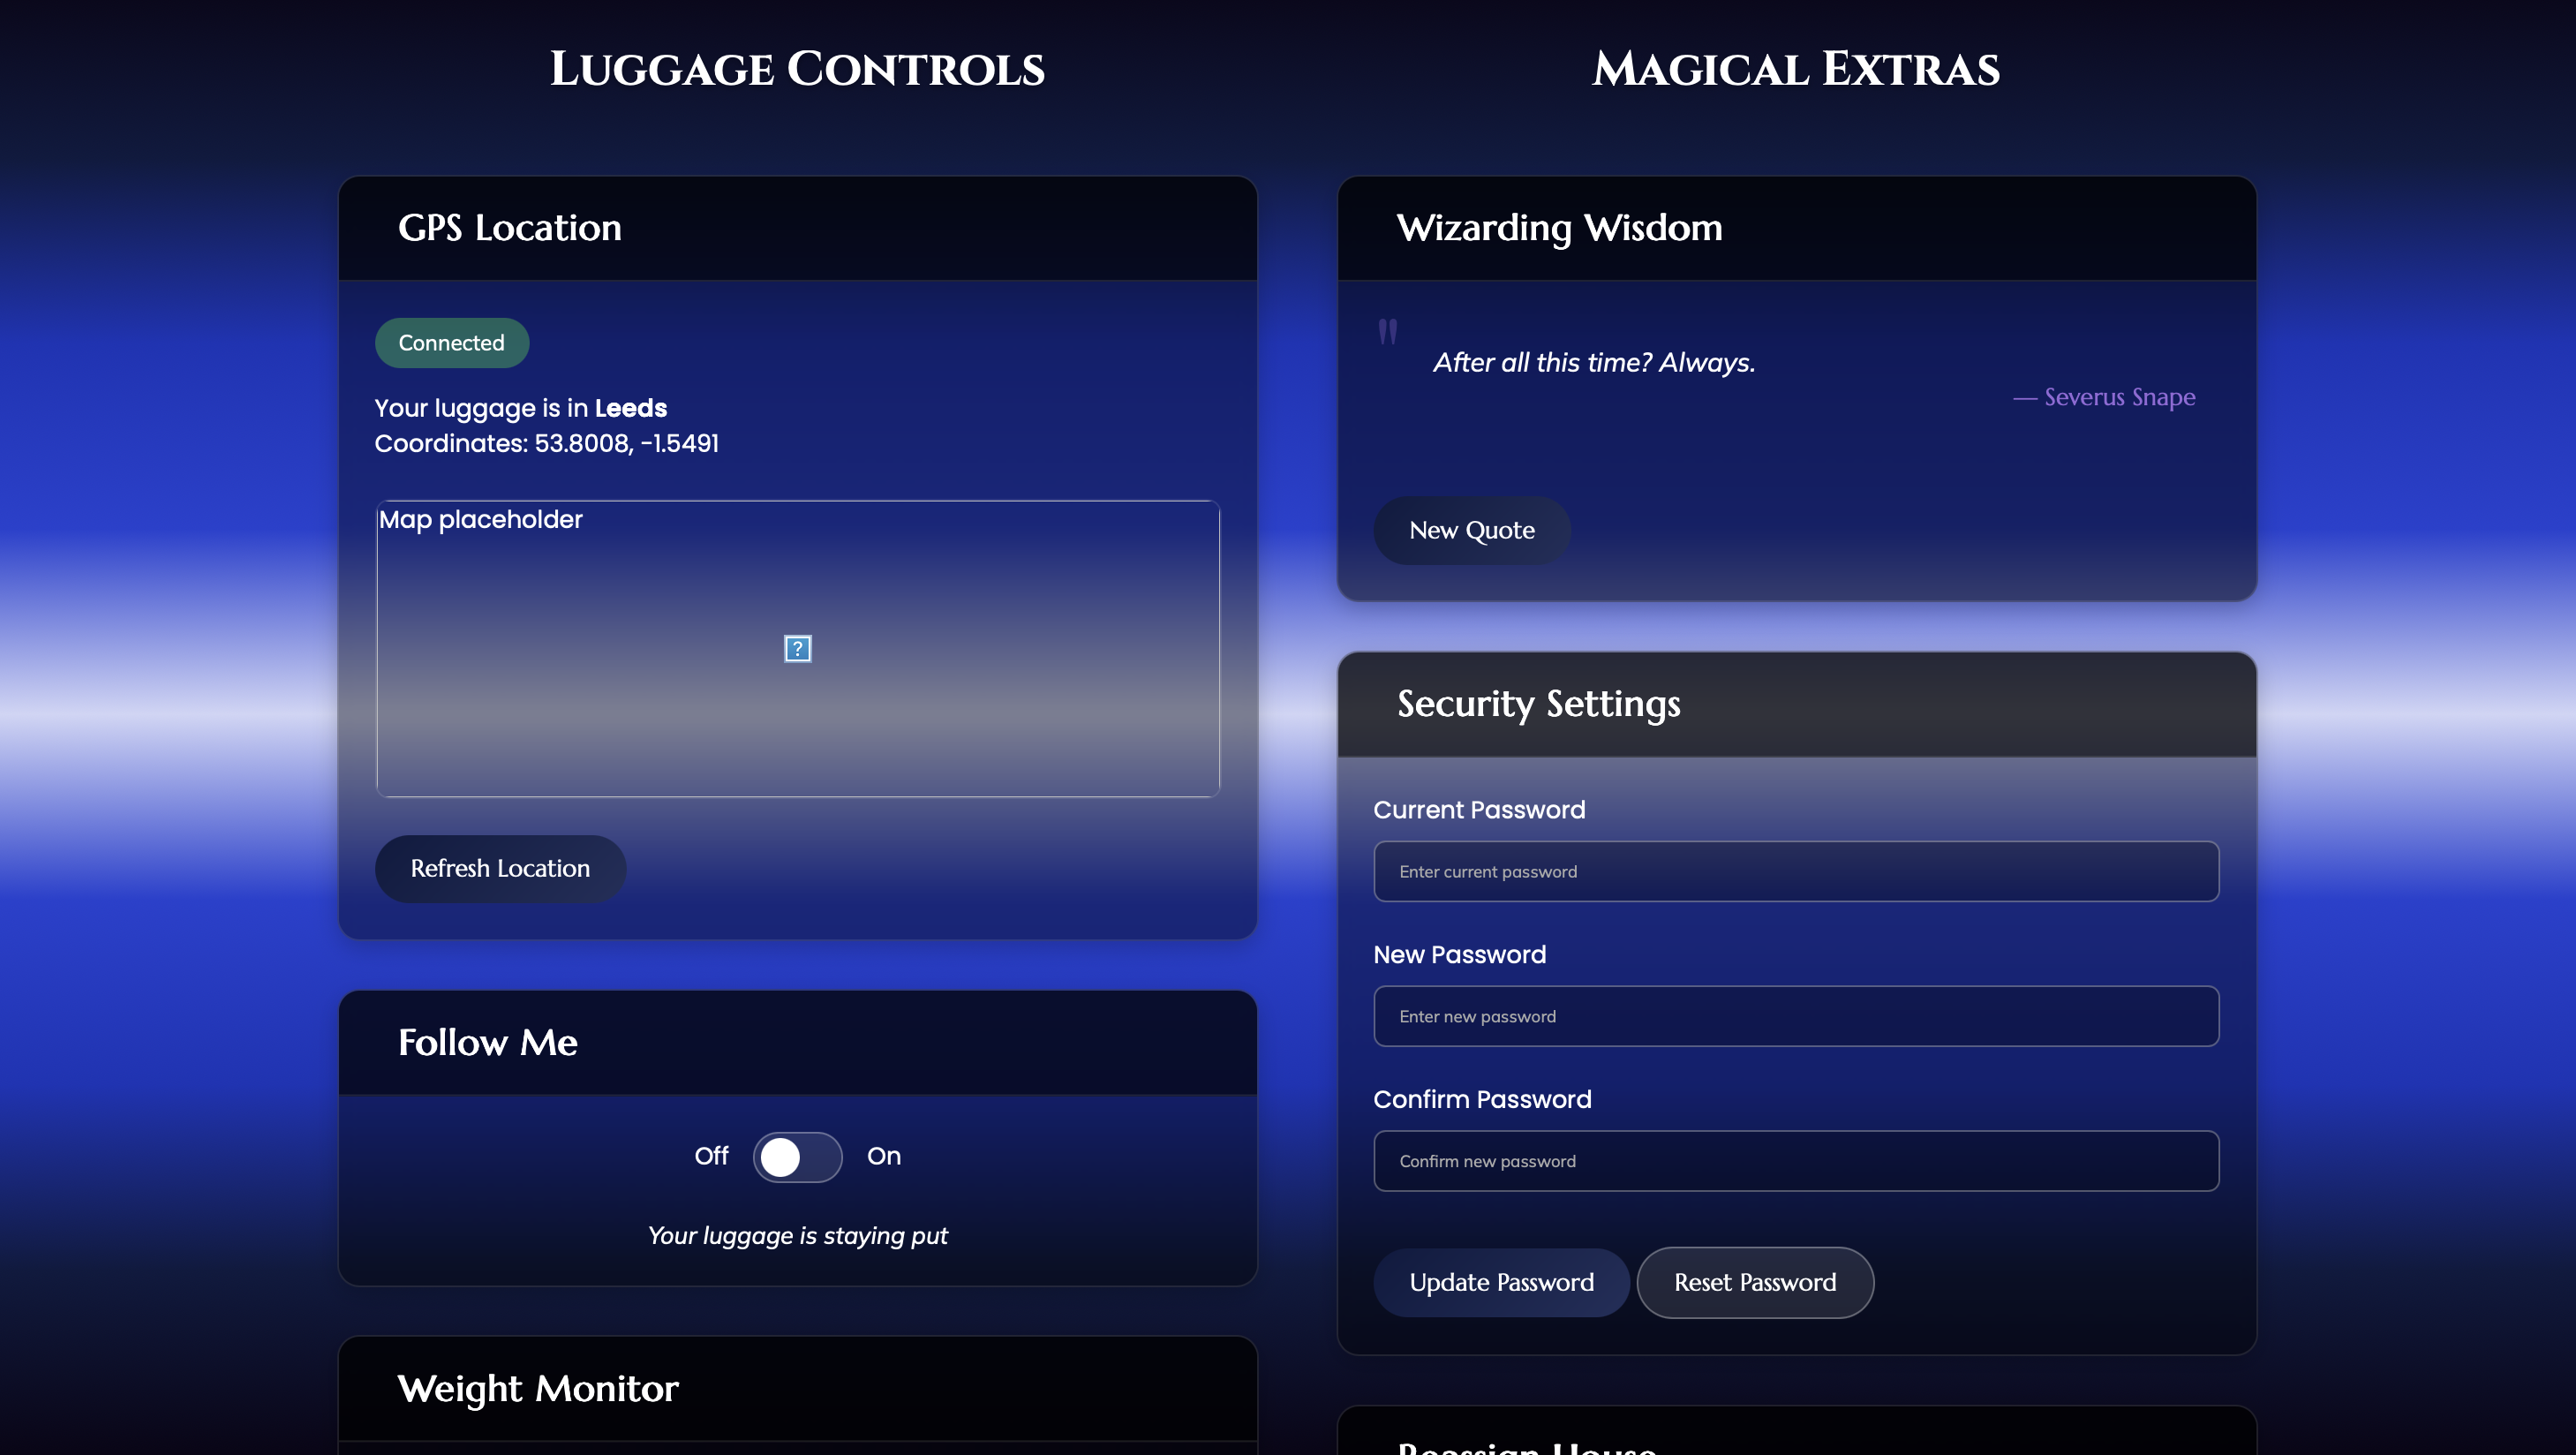 Luggage Controls
GPS Location
Connected
Your luggage is in Leeds
Coordinates: 53.8008, -1.5491
Map placeholder
?
Refresh Location
Follow Me
Off On
Your luggage is staying put
Weight Monitor
Magical Extras
Wizarding Wisdom
"
After all this time? Always.
— Severus Snape
New Quote
Security Settings
Current Password
Enter current password
New Password
Enter new password
Confirm Password
Confirm new password
Update Password Reset Password
Reassign House